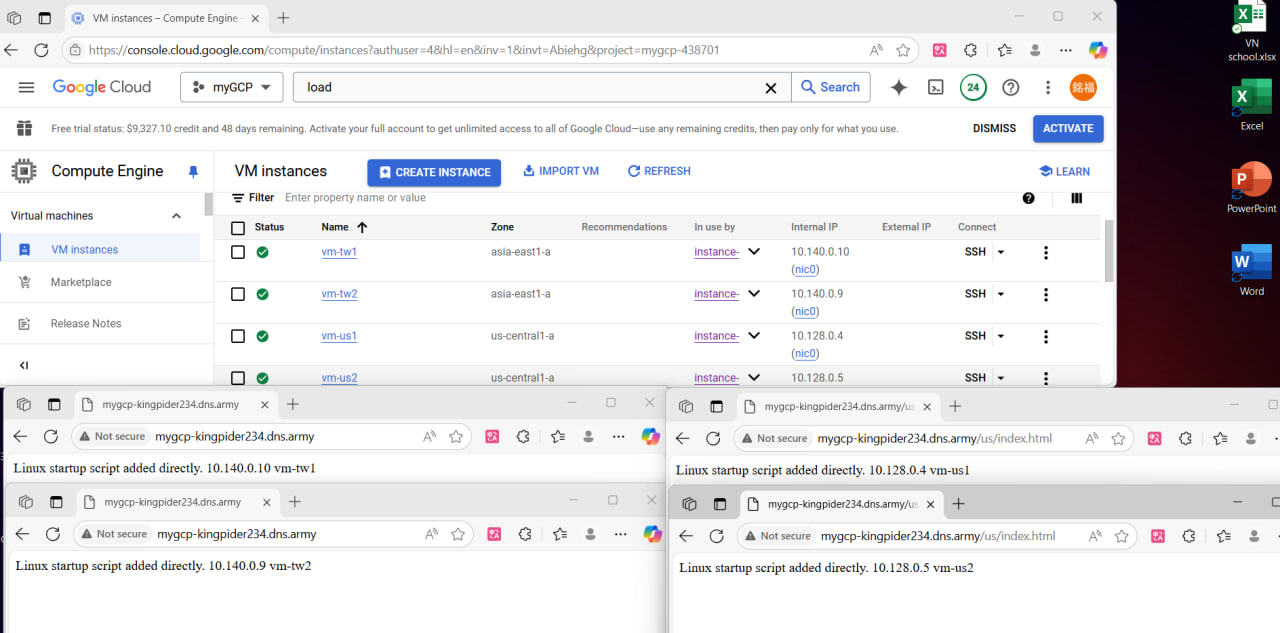 VM instances – Compute Engine
https://console.cloud.google.com/compute/instances?authuser=4&hl=en&inv=1&invt=Abiehg&project=mygcp-438701
Google Cloud
myGCP
load
Search
24
銘福
Free trial status: $9,327.10 credit and 48 days remaining. Activate your full account to get unlimited access to all of Google Cloud—use any remaining credits, then pay only for what you use.
DISMISS
ACTIVATE
Compute Engine
VM instances
CREATE INSTANCE
IMPORT VM
REFRESH
LEARN
Virtual machines
VM instances
Marketplace
Release Notes
Filter Enter property name or value
Status Name Zone Recommendations In use by Internal IP External IP Connect
vm-tw1 asia-east1-a instance- 10.140.0.10 SSH
(nic0)
vm-tw2 asia-east1-a instance- 10.140.0.9 SSH
(nic0)
vm-us1 us-central1-a instance- 10.128.0.4 SSH
(nic0)
vm-us2 us-central1-a instance- 10.128.0.5 SSH
VN
school.xlsx
Excel
PowerPoint
Word
mygcp-kingpider234.dns.army
Not secure mygcp-kingpider234.dns.army
Linux startup script added directly. 10.140.0.10 vm-tw1
mygcp-kingpider234.dns.army
Not secure mygcp-kingpider234.dns.army
Linux startup script added directly. 10.140.0.9 vm-tw2
mygcp-kingpider234.dns.army/us
Not secure mygcp-kingpider234.dns.army/us/index.html
Linux startup script added directly. 10.128.0.4 vm-us1
mygcp-kingpider234.dns.army/us
Not secure mygcp-kingpider234.dns.army/us/index.html
Linux startup script added directly. 10.128.0.5 vm-us2